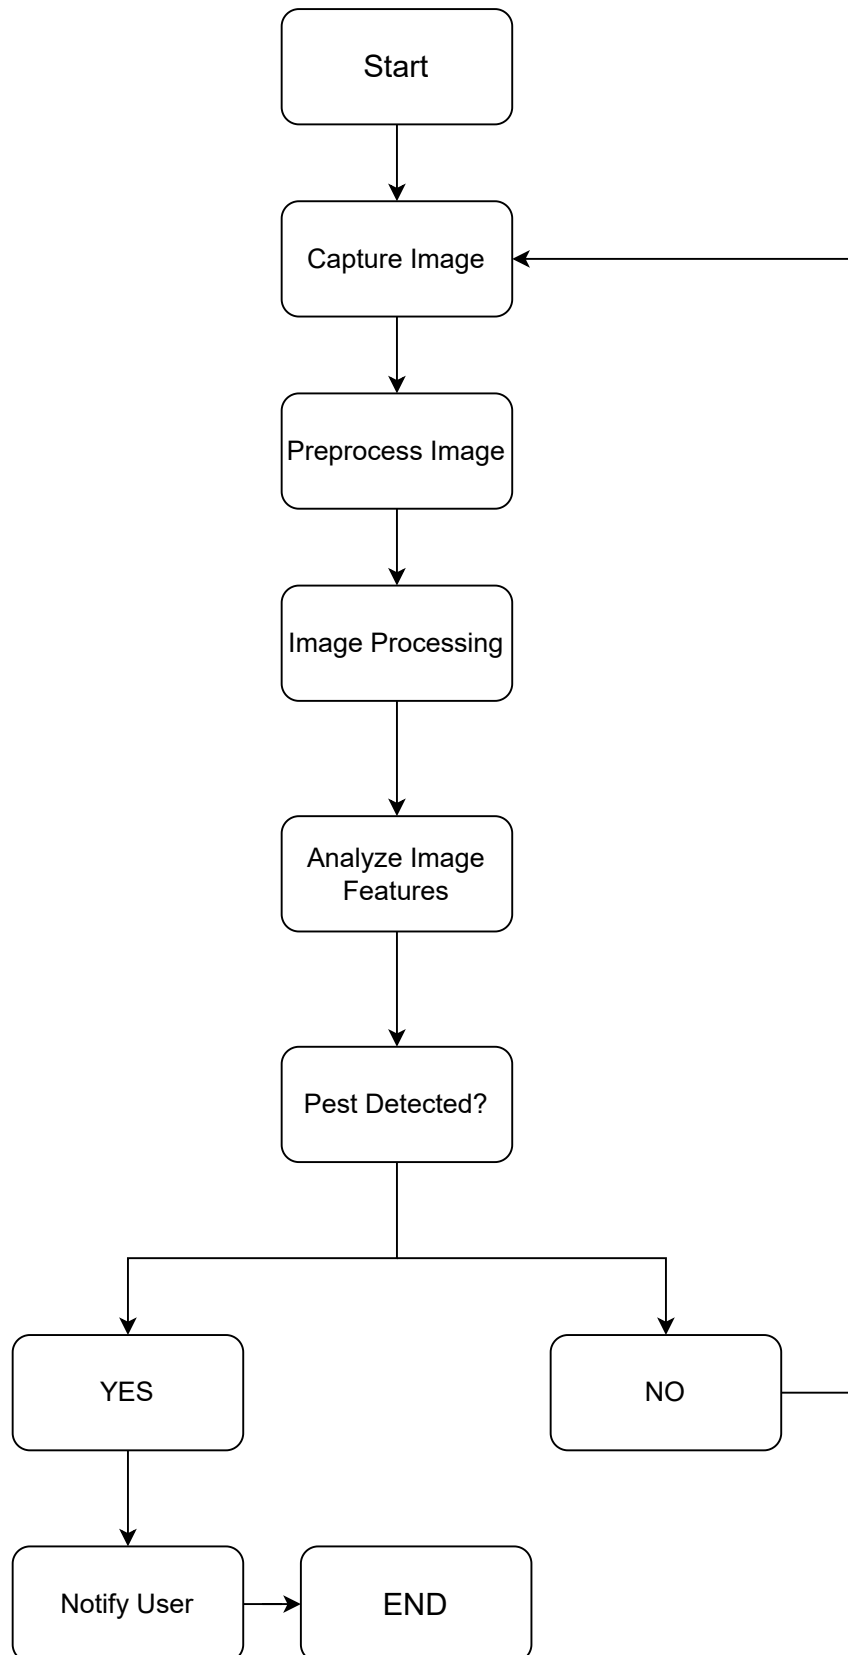 Start
Capture Image
Preprocess Image
Image Processing
Analyze Image
Features
Pest Detected?
YES
NO
Notify User
END